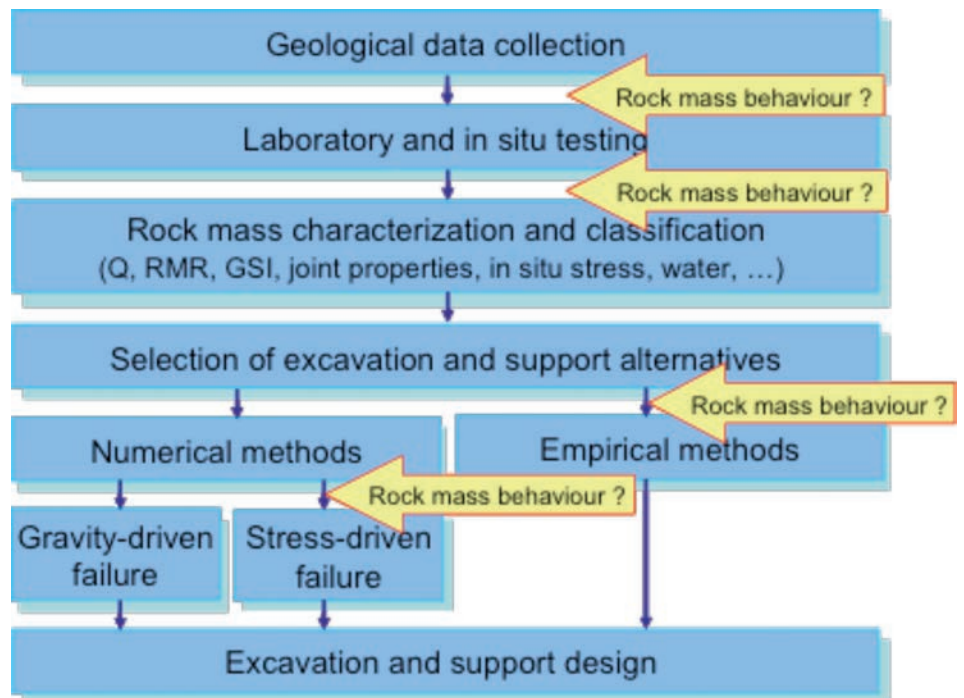 Geological data collection
Rock mass behaviour ?
Laboratory and in situ testing
Rock mass behaviour ?
Rock mass characterization and classification
(Q, RMR, GSI, joint properties, in situ stress, water, ...)
Selection of excavation and support alternatives
Rock mass behaviour ?
Numerical methods
Empirical methods
Rock mass behaviour ?
Gravity-driven
failure
Stress-driven
failure
Excavation and support design